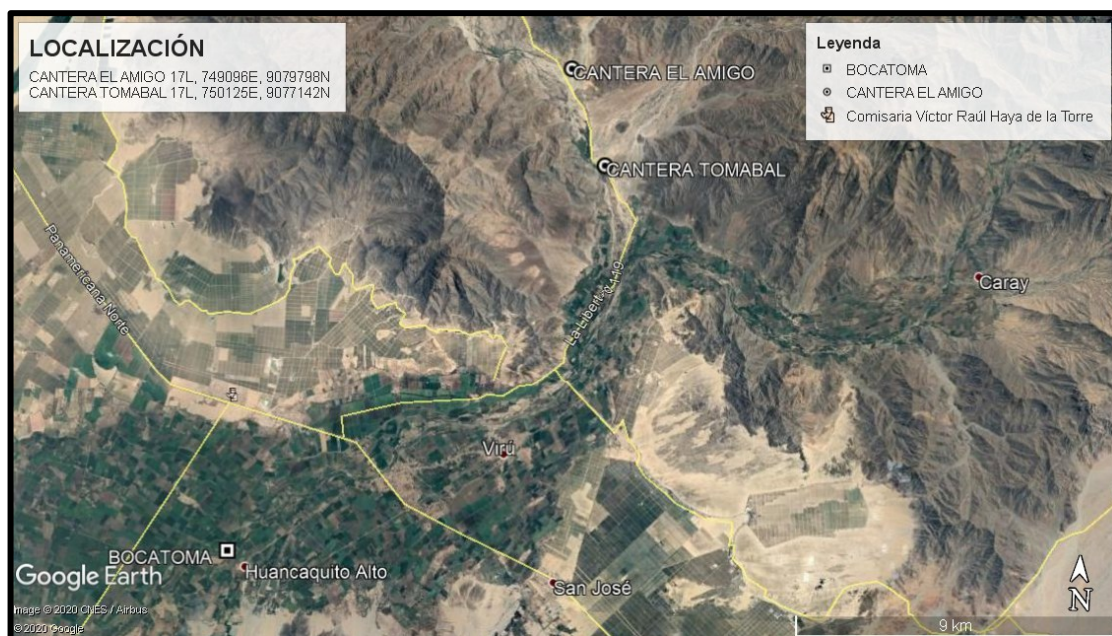 LOCALIZACIÓN
CANTERA EL AMIGO 17L, 749096E, 9079798N
CANTERA TOMABAL 17L, 750125E, 9077142N
Leyenda
BOCATOMA
CANTERA EL AMIGO
Comisaria Víctor Raúl Haya de la Torre
CANTERA EL AMIGO
CANTERA TOMABAL
Panamericana Norte
Caray
Virú
BOCATOMA
Huancaquito Alto
San José
Google Earth
Image © 2020 CNES / Airbus
© 2020 Google
9 km
N